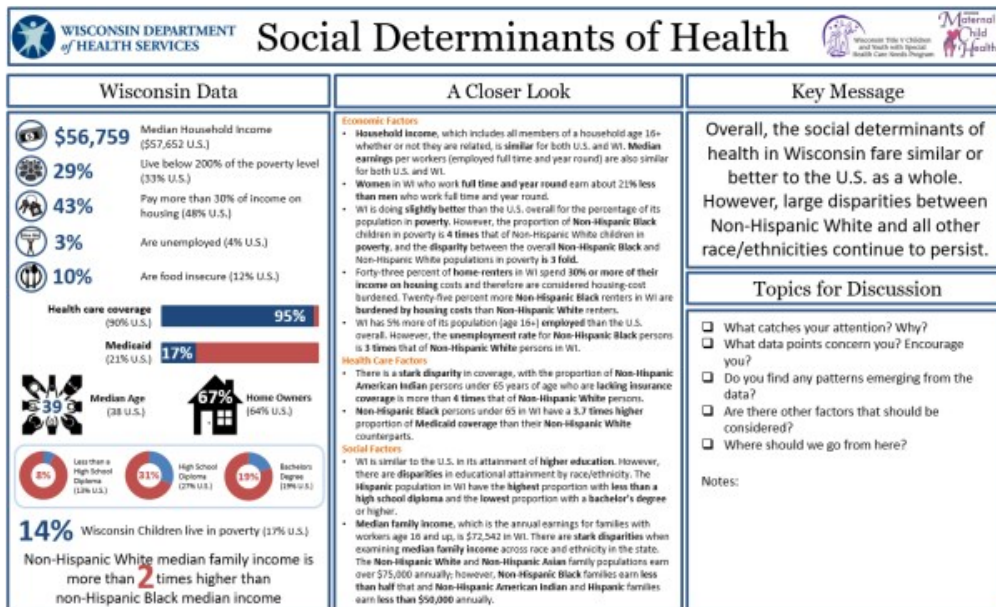 WISCONSIN DEPARTMENT
of HEALTH SERVICES
Social Determinants of Health
Wisconsin Title V Children
and Youth with Special
Health Care Needs Program
Maternal
Child
Health
Wisconsin Data
$56,759
Median Household Income
($57,652 U.S.)
29%
Live below 200% of the poverty level
(33% U.S.)
43%
Pay more than 30% of income on
housing (48% U.S.)
3%
Are unemployed (4% U.S.)
10%
Are food insecure (12% U.S.)
Health care coverage
(90% U.S.)
95%
Medicaid
(21% U.S.)
17%
39
Median Age
(38 U.S.)
67%
Home Owners
(64% U.S.)
8%
Less than a
High School
Diploma
(13% U.S.)
31%
High School
Diploma
(27% U.S.)
19%
Bachelors
Degree
(19% U.S.)
14% Wisconsin Children live in poverty (17% U.S.)
Non-Hispanic White median family income is
more than 2 times higher than
non-Hispanic Black median income
A Closer Look
Economic Factors
• Household income, which includes all members of a household age 16+
whether or not they are related, is similar for both U.S. and WI. Median
earnings per workers (employed full time and year round) are also similar
for both U.S. and WI.
• Women in WI who work full time and year round earn about 21% less
than men who work full time and year round.
• WI is doing slightly better than the U.S. overall for the percentage of its
population in poverty. However, the proportion of Non-Hispanic Black
children in poverty is 4 times that of Non-Hispanic White children in
poverty, and the disparity between the overall Non-Hispanic Black and
Non-Hispanic White populations in poverty is 3 fold.
• Forty-three percent of home-renters in WI spend 30% or more of their
income on housing costs and therefore are considered housing-cost
burdened. Twenty-five percent more Non-Hispanic Black renters in WI are
burdened by housing costs than Non-Hispanic White renters.
• WI has 5% more of its population (age 16+) employed than the U.S.
overall. However, the unemployment rate for Non-Hispanic Black persons
is 3 times that of Non-Hispanic White persons in WI.
Health Care Factors
• There is a stark disparity in coverage, with the proportion of Non-Hispanic
American Indian persons under 65 years of age who are lacking insurance
coverage is more than 4 times that of Non-Hispanic White persons.
• Non-Hispanic Black persons under 65 in WI have a 3.7 times higher
proportion of Medicaid coverage than their Non-Hispanic White
counterparts.
Social Factors
• WI is similar to the U.S. in its attainment of higher education. However,
there are disparities in educational attainment by race/ethnicity. The
Hispanic population in WI have the highest proportion with less than a
high school diploma and the lowest proportion with a bachelor's degree
or higher.
• Median family income, which is the annual earnings for families with
workers age 16 and up, is $72,542 in WI. There are stark disparities when
examining median family income across race and ethnicity in the state.
The Non-Hispanic White and Non-Hispanic Asian family populations earn
over $75,000 annually; however, Non-Hispanic Black families earn less
than half that and Non-Hispanic American Indian and Hispanic families
earn less than $50,000 annually.
Key Message
Overall, the social determinants of
health in Wisconsin fare similar or
better to the U.S. as a whole.
However, large disparities between
Non-Hispanic White and all other
race/ethnicities continue to persist.
Topics for Discussion
❑ What catches your attention? Why?
❑ What data points concern you? Encourage
you?
❑ Do you find any patterns emerging from the
data?
❑ Are there other factors that should be
considered?
❑ Where should we go from here?
Notes: